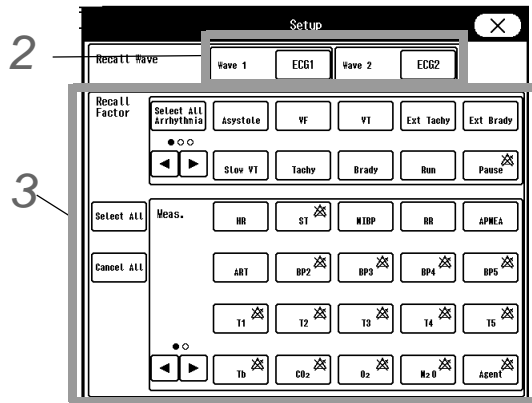 Setup
2
Recall Wave
Wave 1
ECG1
Wave 2
ECG2
3
Recall
Factor
Select All
Arrhythmia
Asystole
VF
VT
Ext Tachy
Ext Brady
Slow VT
Tachy
Brady
Run
Pause
Select All
Cancel All
Meas.
HR
ST
NIBP
RR
APNEA
ART
BP2
BP3
BP4
BP5
T1
T2
T3
T4
T5
Tb
CO₂
O₂
N₂O
Agent